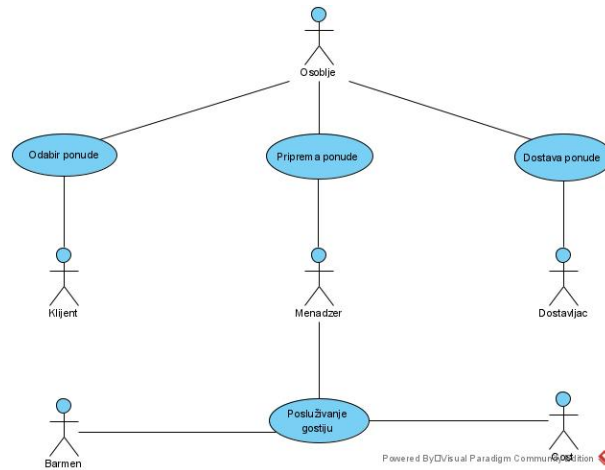 Osoblje
Odabir ponude
Priprema ponude
Dostava ponude
Klijent
Menadzer
Dostavljac
Posluživanje
gostiju
Barmen
Gost
Powered By□Visual Paradigm Community Edition